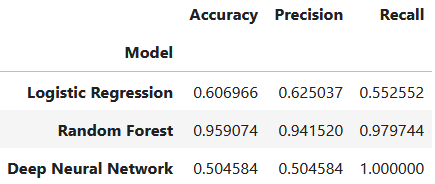 Accuracy Precision Recall
Model
Logistic Regression 0.606966 0.625037 0.552552
Random Forest 0.959074 0.941520 0.979744
Deep Neural Network 0.504584 0.504584 1.000000